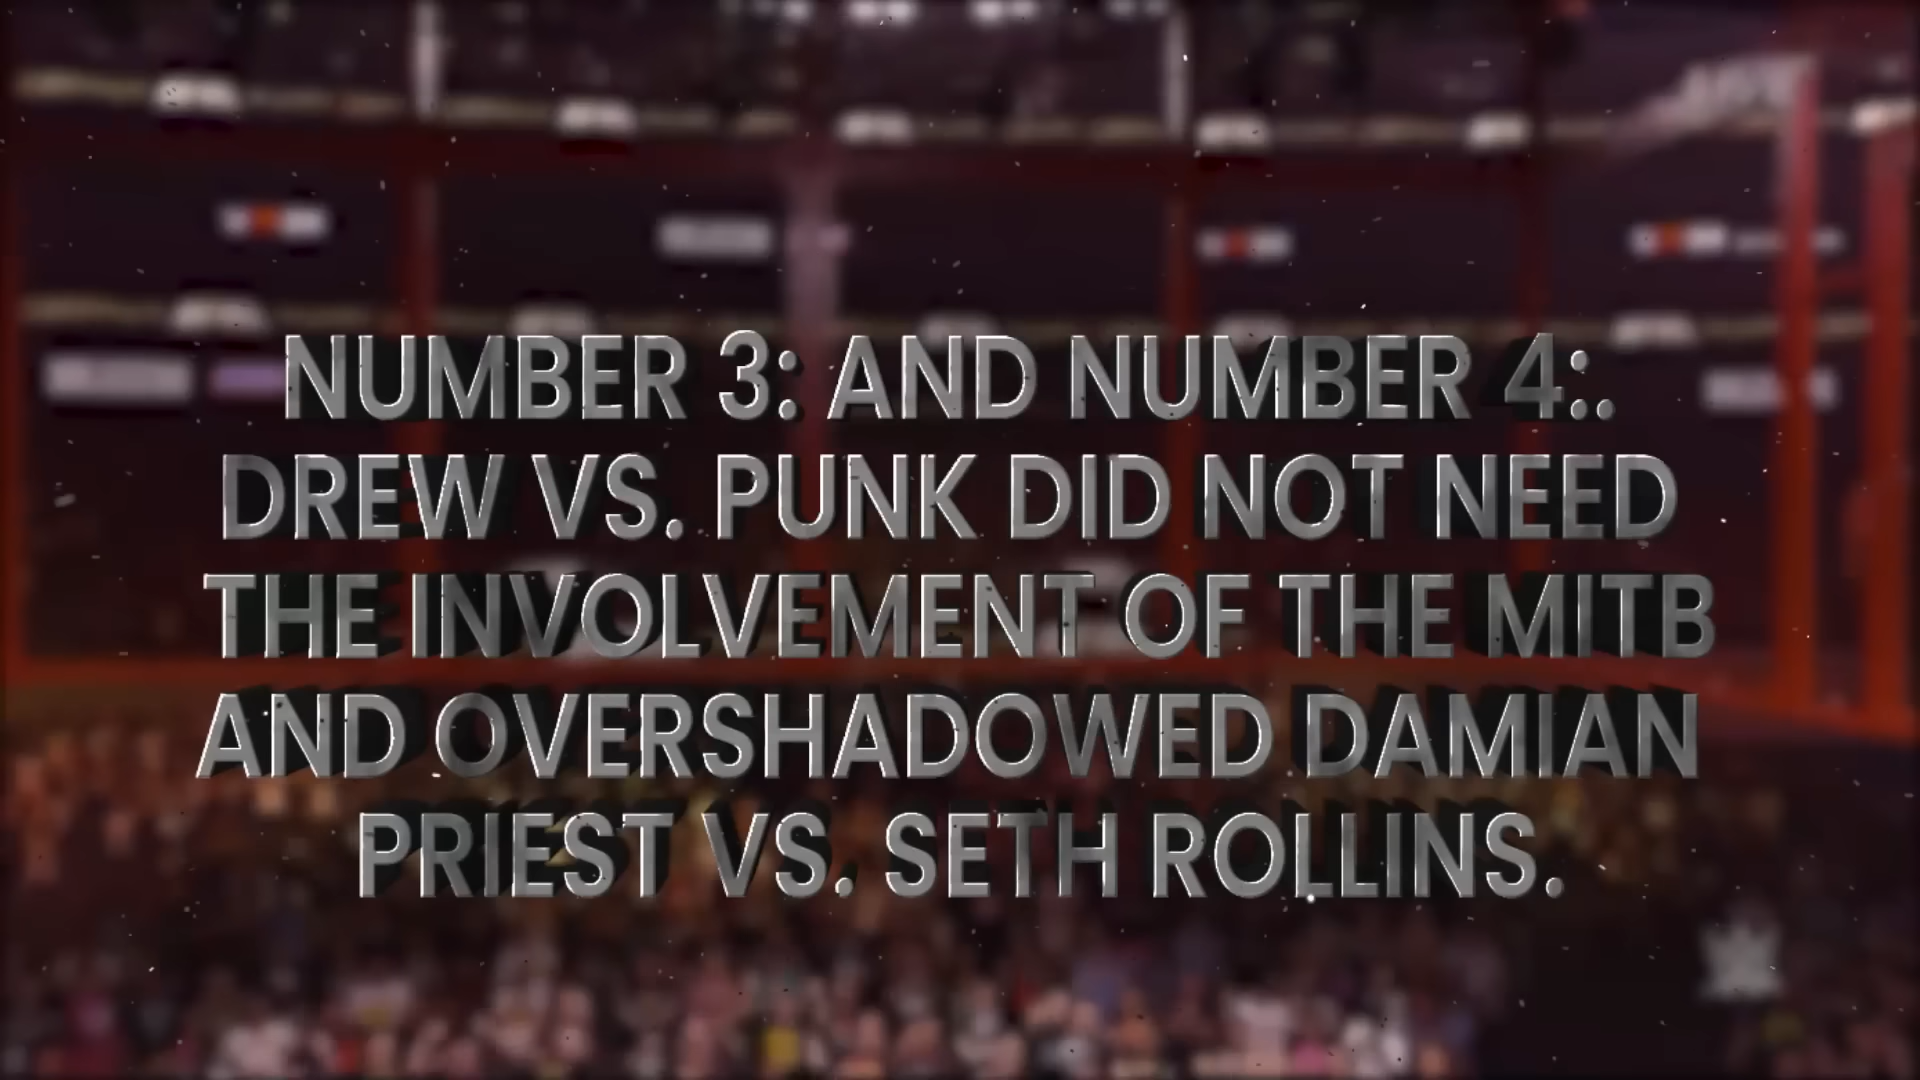 NUMBER 3: AND NUMBER 4:.
DREW VS. PUNK DID NOT NEED
THE INVOLVEMENT OF THE MITB
AND OVERSHADOWED DAMIAN
PRIEST VS. SETH ROLLINS.